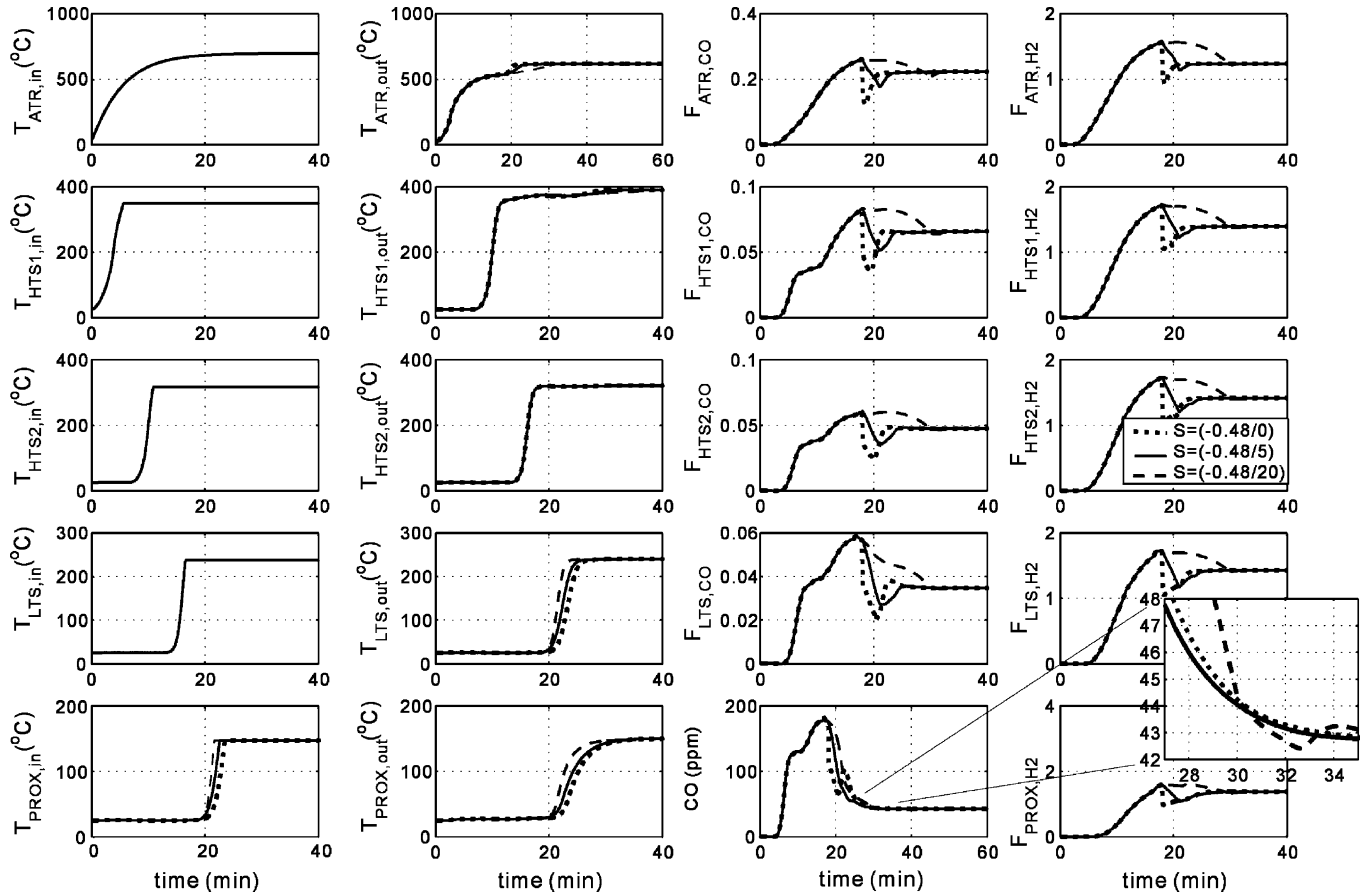 T_ATR,in(°C)
1000
500
0
0 20 40
T_ATR,out(°C)
1000
500
0
0 20 40 60
F_ATR,CO
0.4
0.2
0
0 20 40
F_ATR,H2
2
1
0
0 20 40
T_HTS1,in(°C)
400
200
0
0 20 40
T_HTS1,out(°C)
400
200
0
0 20 40
F_HTS1,CO
0.1
0.05
0
0 20 40
F_HTS1,H2
2
1
0
0 20 40
T_HTS2,in(°C)
400
200
0
0 20 40
T_HTS2,out(°C)
400
200
0
0 20 40
F_HTS2,CO
0.1
0.05
0
0 20 40
F_HTS2,H2
2
1
0
0 20 40
S=(-0.48/0)
S=(-0.48/5)
S=(-0.48/20)
T_LTS,in(°C)
300
200
100
0
0 20 40
T_LTS,out(°C)
300
200
100
0
0 20 40
F_LTS,CO
0.06
0.04
0.02
0
0 20 40
F_LTS,H2
2
1
0
0
48
47
46
45
44
43
42
28 30 32 34
T_PROX,in(°C)
200
100
0
0 20 40
time (min)
T_PROX,out(°C)
200
100
0
0 20 40
time (min)
CO (ppm)
200
100
0
0 20 40 60
time (min)
F_PROX,H2
4
2
0
0 20 40
time (min)